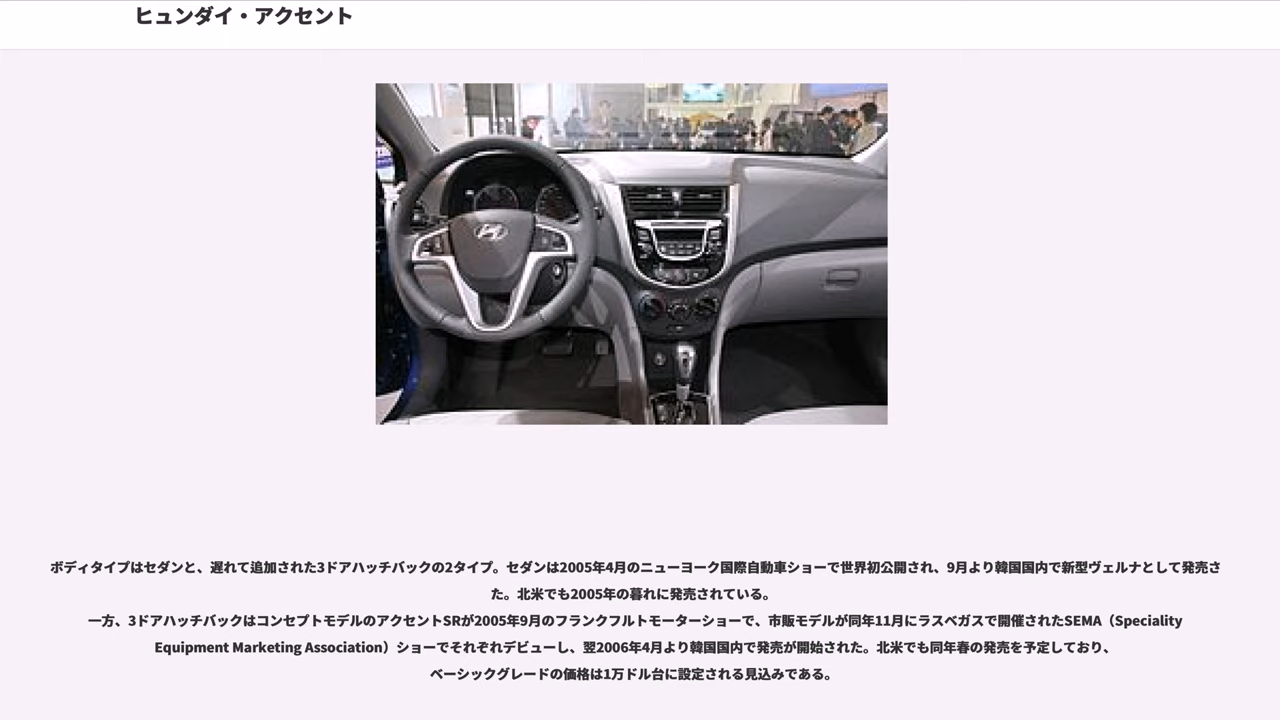 ヒュンダイ・アクセント
ボディタイプはセダンと、遅れて追加された3ドアハッチバックの2タイプ。セダンは2005年4月のニューヨーク国際自動車ショーで世界初公開され、9月より韓国国内で新型ヴェルナとして発売さ
た。北米でも2005年の暮れに発売されている。
一方、3ドアハッチバックはコンセプトモデルのアクセントSRが2005年9月のフランクフルトモーターショーで、市販モデルが同年11月にラスベガスで開催されたSEMA（Speciality
Equipment Marketing Association）ショーでそれぞれデビューし、翌2006年4月より韓国国内で発売が開始された。北米でも同年春の発売を予定しており、
ベーシックグレードの価格は1万ドル台に設定される見込みである。